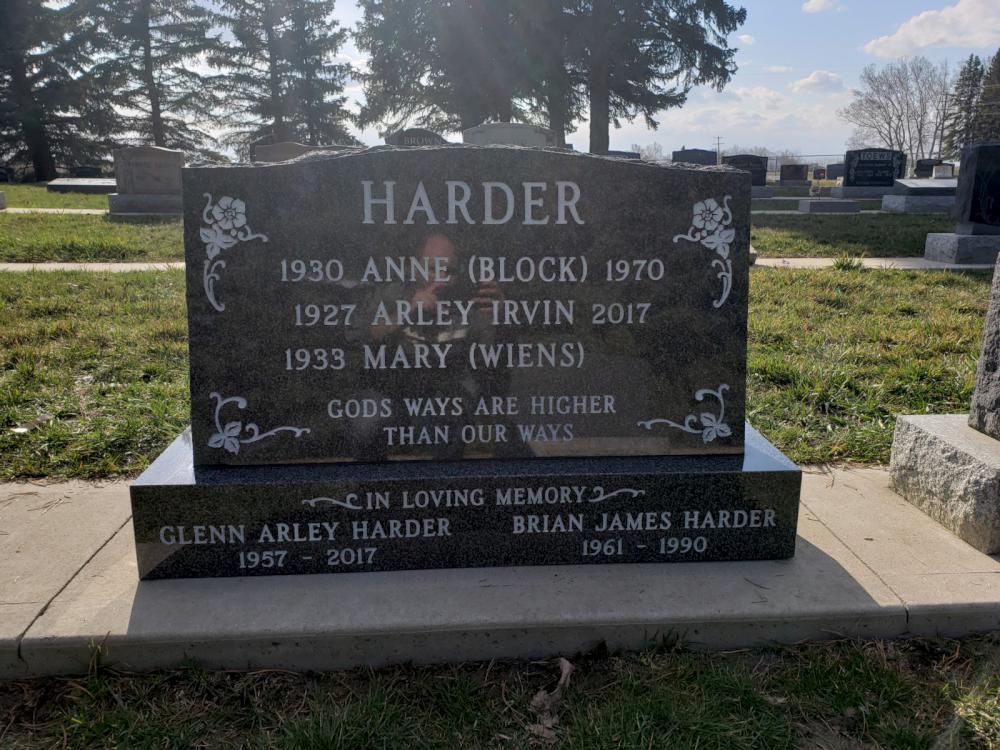 HARDER
1930 ANNE (BLOCK) 1970
1927 ARLEY IRVIN 2017
1933 MARY (WIENS)
GODS WAYS ARE HIGHER
THAN OUR WAYS
IN LOVING MEMORY
GLENN ARLEY HARDER
1957 - 2017
BRIAN JAMES HARDER
1961 - 1990
TOEWS